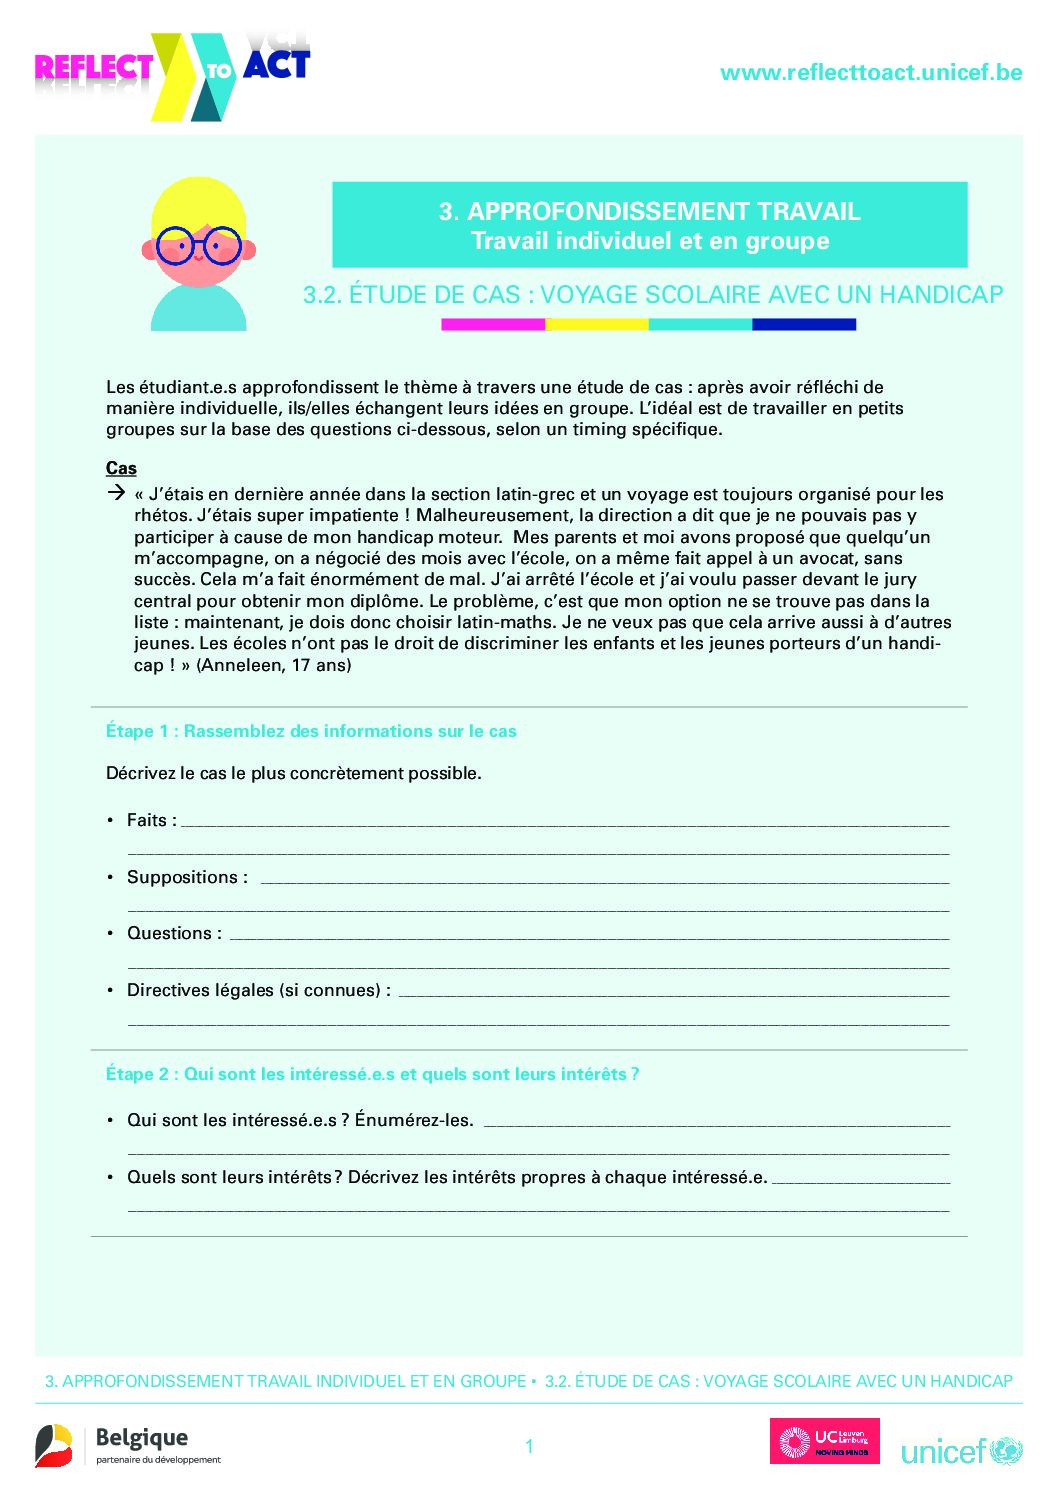 REFLECT TO ACT
www.reflecttoact.unicef.be
3. APPROFONDISSEMENT TRAVAIL
Travail individuel et en groupe
3.2. ÉTUDE DE CAS : VOYAGE SCOLAIRE AVEC UN HANDICAP
Les étudiant.e.s approfondissent le thème à travers une étude de cas : après avoir réfléchi de
manière individuelle, ils/elles échangent leurs idées en groupe. L’idéal est de travailler en petits
groupes sur la base des questions ci-dessous, selon un timing spécifique.
Cas
→ « J’étais en dernière année dans la section latin-grec et un voyage est toujours organisé pour les
rhétos. J’étais super impatiente ! Malheureusement, la direction a dit que je ne pouvais pas y
participer à cause de mon handicap moteur. Mes parents et moi avons proposé que quelqu’un
m’accompagne, on a négocié des mois avec l’école, on a même fait appel à un avocat, sans
succès. Cela m’a fait énormément de mal. J’ai arrêté l’école et j’ai voulu passer devant le jury
central pour obtenir mon diplôme. Le problème, c’est que mon option ne se trouve pas dans la
liste : maintenant, je dois donc choisir latin-maths. Je ne veux pas que cela arrive aussi à d’autres
jeunes. Les écoles n’ont pas le droit de discriminer les enfants et les jeunes porteurs d’un handi-
cap ! » (Anneleen, 17 ans)
Étape 1 : Rassemblez des informations sur le cas
Décrivez le cas le plus concrètement possible.
• Faits :
• Suppositions :
• Questions :
• Directives légales (si connues) :
Étape 2 : Qui sont les intéressé.e.s et quels sont leurs intérêts ?
• Qui sont les intéressé.e.s ? Énumérez-les.
• Quels sont leurs intérêts ? Décrivez les intérêts propres à chaque intéressé.e.
3. APPROFONDISSEMENT TRAVAIL INDIVIDUEL ET EN GROUPE • 3.2. ÉTUDE DE CAS : VOYAGE SCOLAIRE AVEC UN HANDICAP
Belgique
partenaire du développement
1
UC Leuven
Limburg
MOVING MINDS
unicef